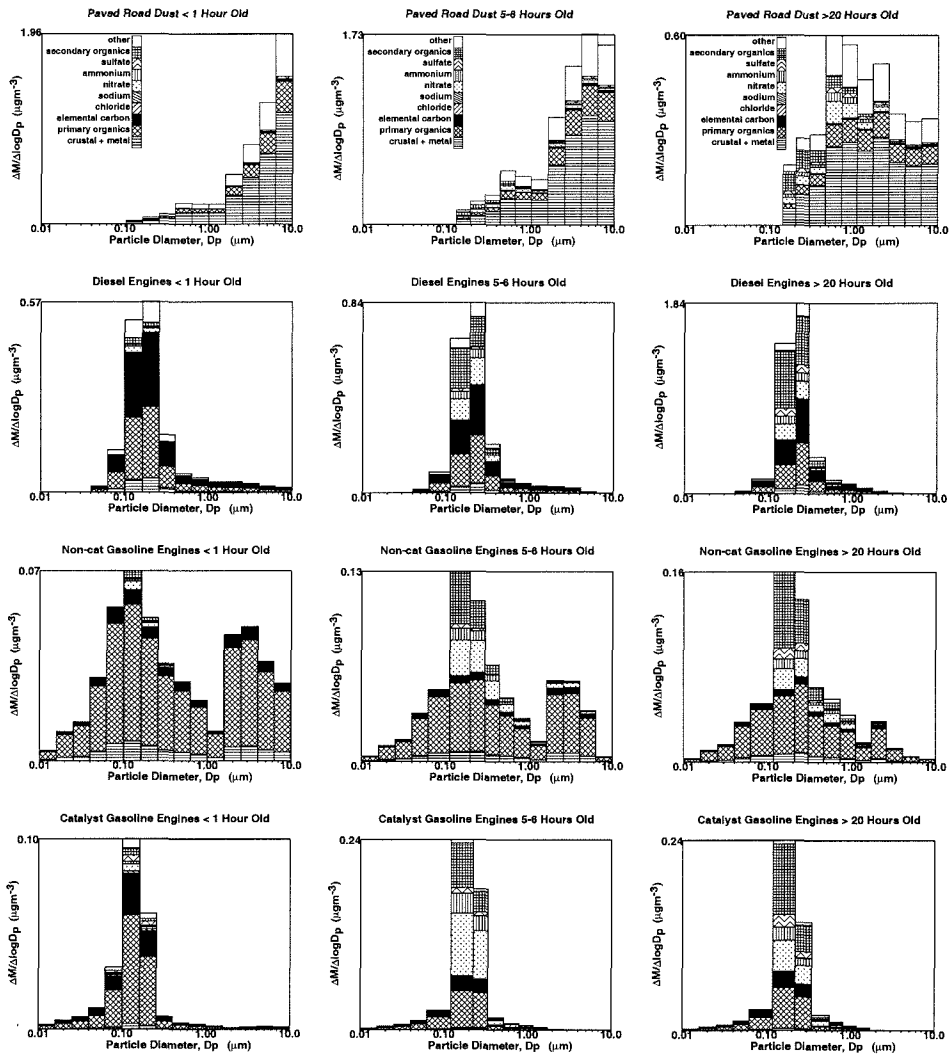 Paved Road Dust < 1 Hour Old
1.96
other
secondary organics
sulfate
ammonium
nitrate
sodium
chloride
elemental carbon
primary organics
crustal + metal
ΔM/ΔlogDp (μgm-3)
0.01 0.10 1.00 10.0
Particle Diameter, Dp (μm)
Paved Road Dust 5-6 Hours Old
1.73
other
secondary organics
sulfate
ammonium
nitrate
sodium
chloride
elemental carbon
primary organics
crustal + metal
ΔM/ΔlogDp (μgm-3)
0.01 0.10 1.00 10.0
Particle Diameter, Dp (μm)
Paved Road Dust >20 Hours Old
0.60
other
secondary organics
sulfate
ammonium
nitrate
sodium
chloride
elemental carbon
primary organics
crustal + metal
ΔM/ΔlogDp (μgm-3)
0.01 0.10 1.00 10.0
Particle Diameter, Dp (μm)
Diesel Engines < 1 Hour Old
0.57
ΔM/ΔlogDp (μgm-3)
0.01 0.10 1.00 10.0
Particle Diameter, Dp (μm)
Diesel Engines 5-6 Hours Old
0.84
ΔM/ΔlogDp (μgm-3)
0.01 0.10 1.00 10.0
Particle Diameter, Dp (μm)
Diesel Engines > 20 Hours Old
1.84
ΔM/ΔlogDp (μgm-3)
0.01 0.10 1.00 10.0
Particle Diameter, Dp (μm)
Non-cat Gasoline Engines < 1 Hour Old
0.07
ΔM/ΔlogDp (μgm-3)
0.01 0.10 1.00 10.0
Particle Diameter, Dp (μm)
Non-cat Gasoline Engines 5-6 Hours Old
0.13
ΔM/ΔlogDp (μgm-3)
0.01 0.10 1.00 10.0
Particle Diameter, Dp (μm)
Non-cat Gasoline Engines > 20 Hours Old
0.16
ΔM/ΔlogDp (μgm-3)
0.01 0.10 1.00 10.0
Particle Diameter, Dp (μm)
Catalyst Gasoline Engines < 1 Hour Old
0.10
ΔM/ΔlogDp (μgm-3)
0.01 0.10 1.00 10.0
Particle Diameter, Dp (μm)
Catalyst Gasoline Engines 5-6 Hours Old
0.24
ΔM/ΔlogDp (μgm-3)
0.01 0.10 1.00 10.0
Particle Diameter, Dp (μm)
Catalyst Gasoline Engines > 20 Hours Old
0.24
ΔM/ΔlogDp (μgm-3)
0.01 0.10 1.00 10.0
Particle Diameter, Dp (μm)